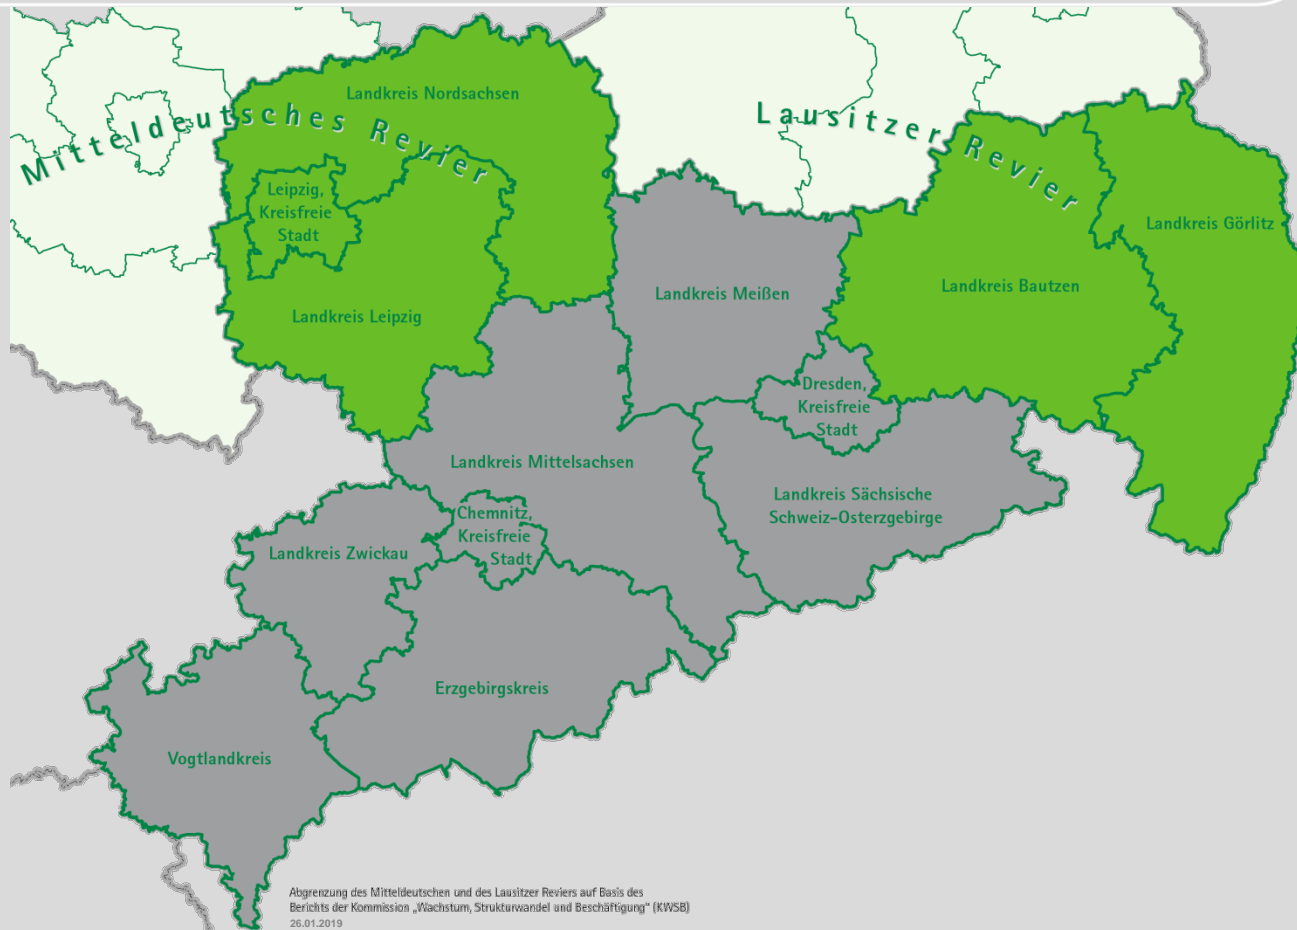 Landkreis Nordsachsen
Mitteldeutsches Revier
Lausitzer Revier
Leipzig,
Kreisfreie
Stadt
Landkreis Görlitz
Landkreis Bautzen
Landkreis Meißen
Landkreis Leipzig
Dresden,
Kreisfreie
Stadt
Landkreis Mittelsachsen
Landkreis Sächsische
Schweiz-Osterzgebirge
Chemnitz,
Kreisfreie
Stadt
Landkreis Zwickau
Erzgebirgskreis
Vogtlandkreis
Abgrenzung des Mitteldeutschen und des Lausitzer Reviers auf Basis des
Berichts der Kommission „Wachstum, Strukturwandel und Beschäftigung“ (KWSB)
26.01.2019